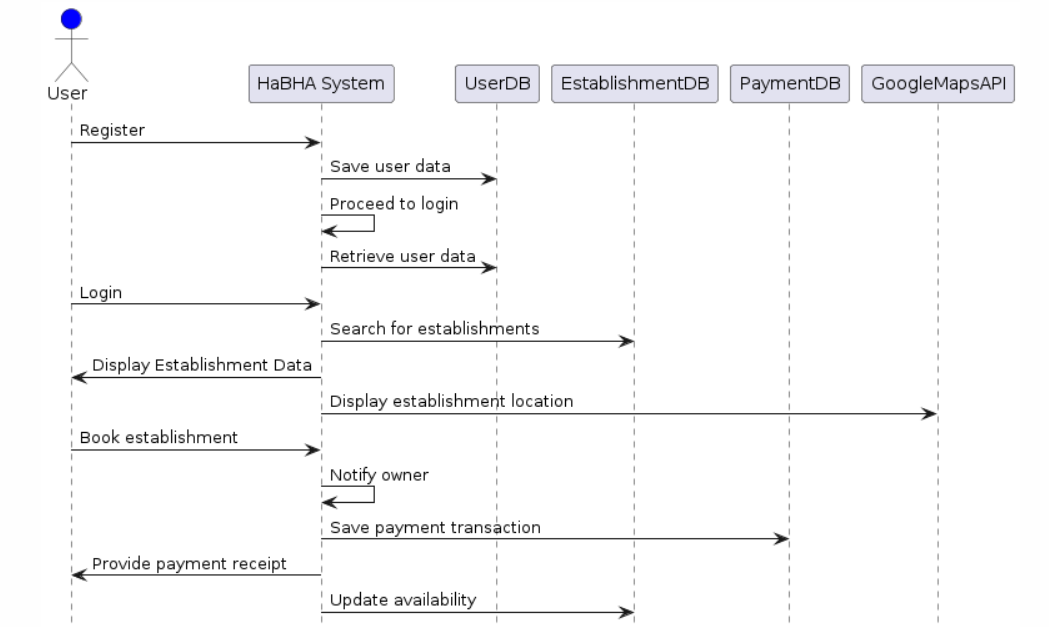 User
HaBHA System
UserDB
EstablishmentDB
PaymentDB
GoogleMapsAPI
Register
Save user data
Proceed to login
Retrieve user data
Login
Search for establishments
Display Establishment Data
Display establishment location
Book establishment
Notify owner
Save payment transaction
Provide payment receipt
Update availability